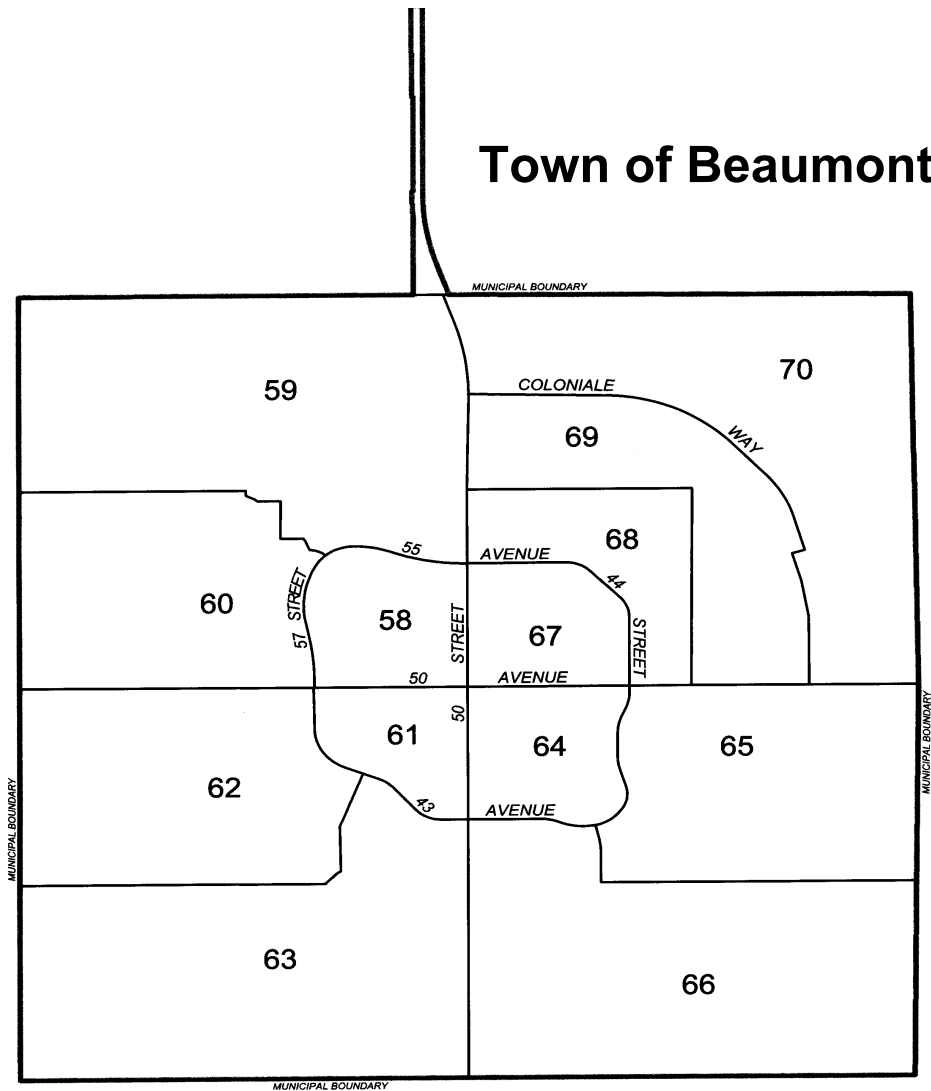 Town of Beaumont
MUNICIPAL BOUNDARY
70
59
COLONIALE
WAY
69
68
55
AVENUE
44
STREET
60
57
58
STREET
67
STREET
50
AVENUE
50
61
64
65
MUNICIPAL BOUNDARY
62
43
AVENUE
MUNICIPAL BOUNDARY
63
66
MUNICIPAL BOUNDARY